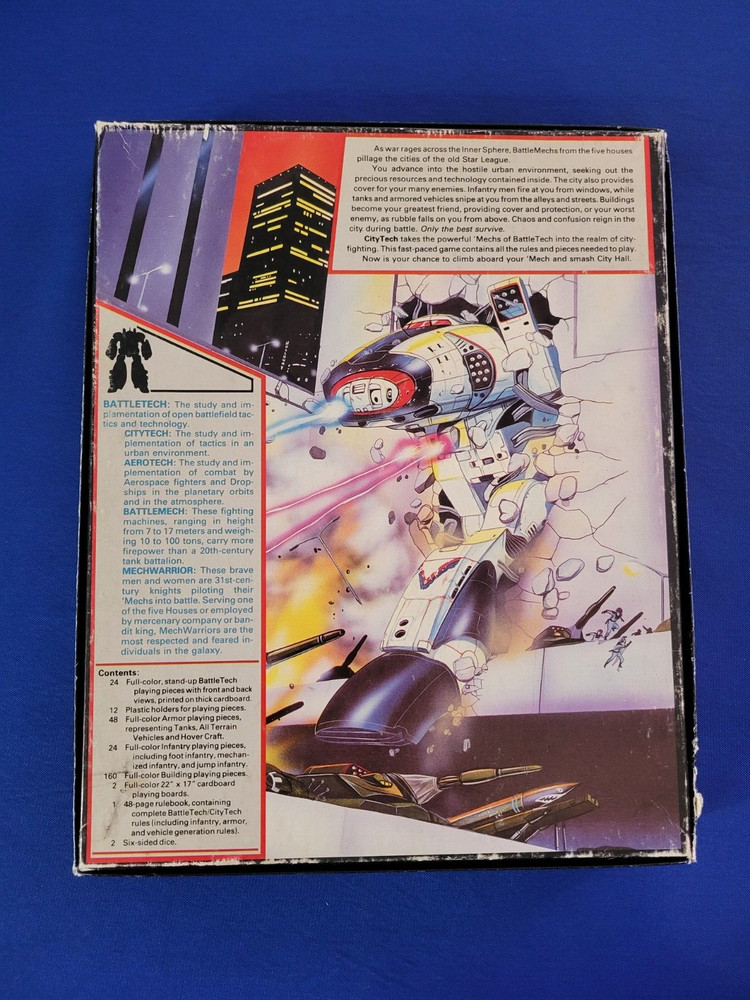 As war rages across the Inner Sphere, BattleMechs from the five houses
pillage the cities of the old Star League.
You advance into the hostile urban environment, seeking out the
precious resources and technology contained inside. The city also provides
cover for your many enemies. Infantry men fire at you from windows, while
tanks and armored vehicles snipe at you from the alleys and streets. Buildings
become your greatest friend, providing cover and protection, or your worst
enemy, as rubble falls on you from above. Chaos and confusion reign in the
city during battle. Only the best survive.
CityTech takes the powerful 'Mechs of BattleTech into the realm of city-
fighting. This fast-paced game contains all the rules and pieces needed to play.
Now is your chance to climb aboard your 'Mech and smash City Hall.
BATTLETECH: The study and im-
plementation of open battlefield tac-
tics and technology.
CITYTECH: The study and im-
plementation of tactics in an
urban environment.
AEROTECH: The study and im-
plementation of combat by
Aerospace fighters and Drop-
ships in the planetary orbits
and in the atmosphere.
BATTLEMECH: These fighting
machines, ranging in height
from 7 to 17 meters and weigh-
ing 10 to 100 tons, carry more
firepower than a 20th-century
tank battalion.
MECHWARRIOR: These brave
men and women are 31st-cen-
tury knights piloting their
'Mechs into battle. Serving one
of the five Houses or employed
by mercenary company or ban-
dit king, MechWarriors are the
most respected and feared in-
dividuals in the galaxy.
Contents:
24 Full-color, stand-up BattleTech
playing pieces with front and back
views, printed on thick cardboard.
12 Plastic holders for playing pieces.
48 Full-color Armor playing pieces,
representing Tanks, All Terrain
Vehicles and Hover Craft.
24 Full-color Infantry playing pieces,
including foot infantry, mechan-
ized infantry, and jump infantry.
160 Full-color Building playing pieces.
2 Full-color 22" x 17" cardboard
playing boards.
1 48-page rulebook, containing
complete BattleTech/CityTech
rules (including infantry, armor,
and vehicle generation rules).
2 Six-sided dice.